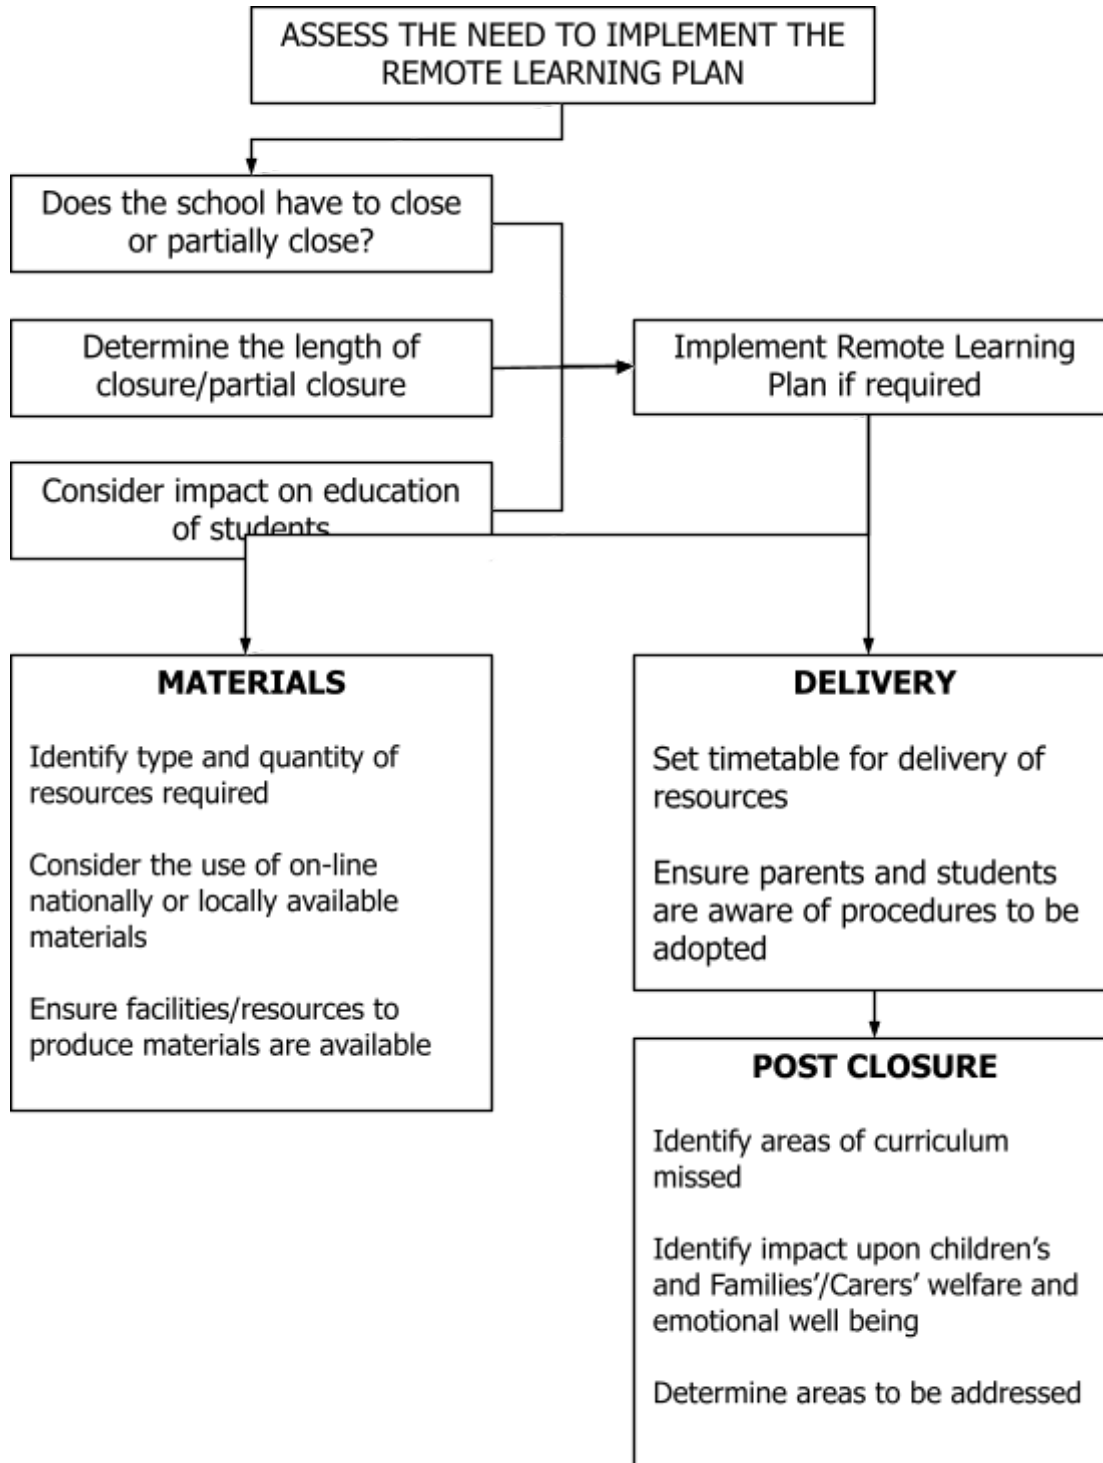 ASSESS THE NEED TO IMPLEMENT THE
REMOTE LEARNING PLAN
Does the school have to close
or partially close?
Determine the length of
closure/partial closure
Implement Remote Learning
Plan if required
Consider impact on education
of students
MATERIALS
Identify type and quantity of
resources required
Consider the use of on-line
nationally or locally available
materials
Ensure facilities/resources to
produce materials are available
DELIVERY
Set timetable for delivery of
resources
Ensure parents and students
are aware of procedures to be
adopted
POST CLOSURE
Identify areas of curriculum
missed
Identify impact upon children’s
and Families’/Carers’ welfare and
emotional well being
Determine areas to be addressed